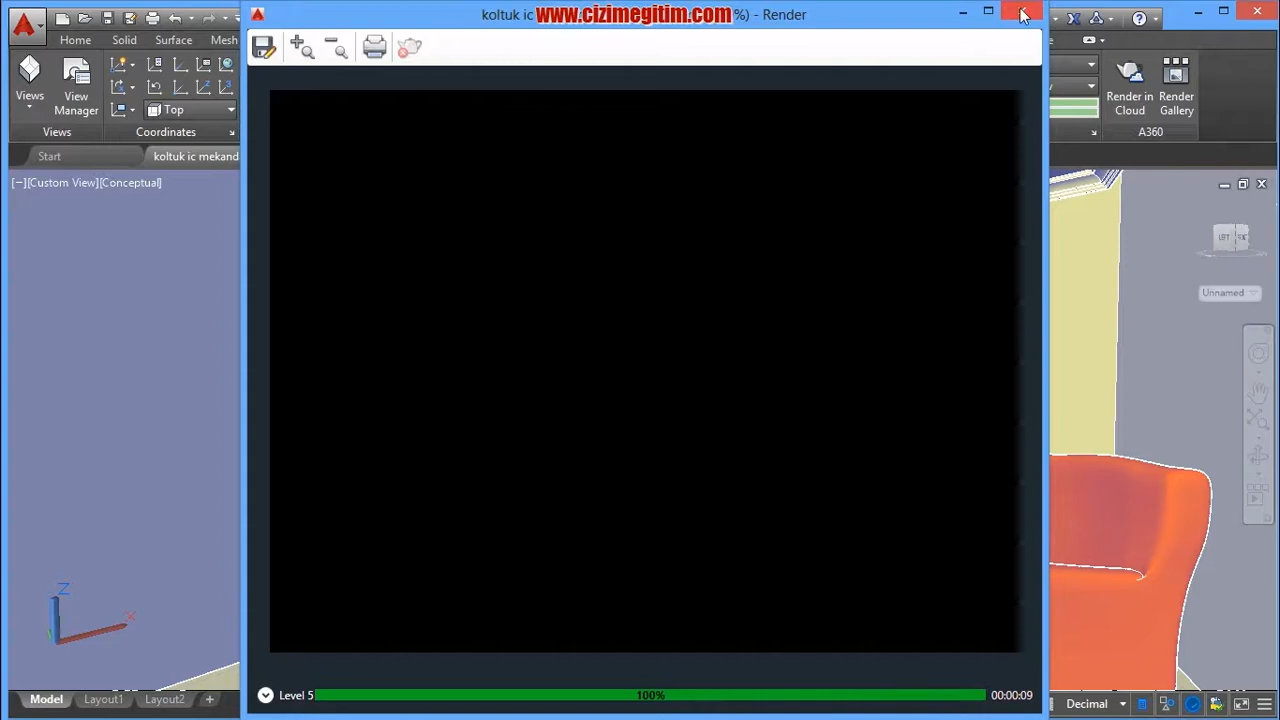 koltuk ic www.cizimegitim.com %) - Render
Home Solid Surface Mesh
Views
View Manager
Top
Views Coordinates
Render in Cloud
Render Gallery
A360
Start koltuk ic mekand
[−][Custom View][Conceptual]
LEFT
Unnamed
Z
X
Level 5 100% 00:00:09
Model Layout1 Layout2 + Decimal